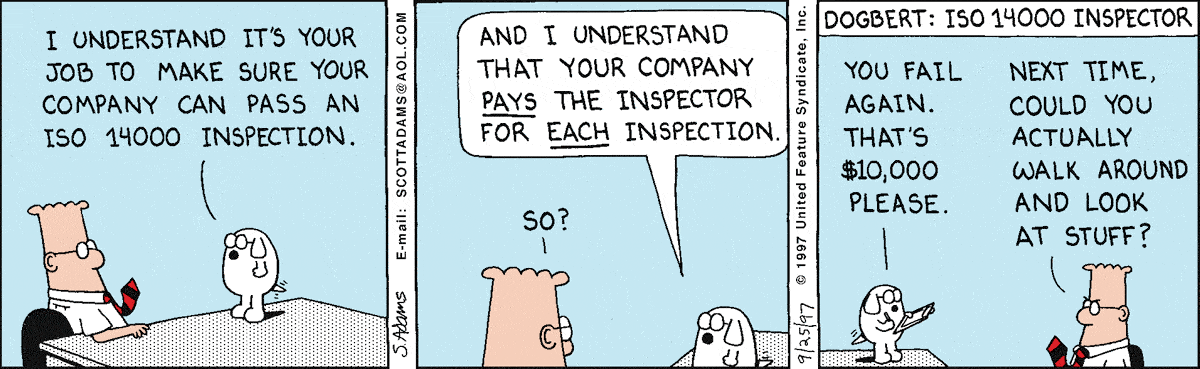 I UNDERSTAND IT'S YOUR
JOB TO MAKE SURE YOUR
COMPANY CAN PASS AN
ISO 14000 INSPECTION.
S. Adams
E-mail: SCOTTADAMS@AOL.COM
AND I UNDERSTAND
THAT YOUR COMPANY
PAYS THE INSPECTOR
FOR EACH INSPECTION.
SO?
9/25/97 © 1997 United Feature Syndicate, Inc.
DOGBERT: ISO 14000 INSPECTOR
YOU FAIL
AGAIN.
THAT'S
$10,000
PLEASE.
NEXT TIME,
COULD YOU
ACTUALLY
WALK AROUND
AND LOOK
AT STUFF?